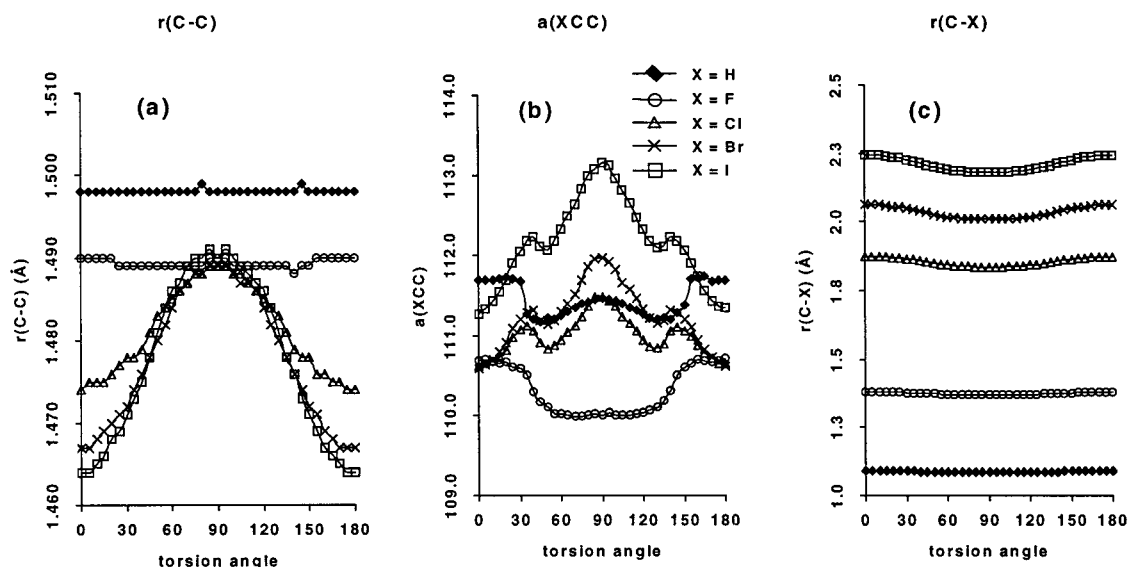 r(C-C)
a(XCC)
r(C-X)
X = H
X = F
X = Cl
X = Br
X = I
(a)
(b)
(c)
r(C-C) (Å)
1.510
1.500
1.490
1.480
1.470
1.460
0 30 60 90 120 150 180
torsion angle
a(XCC)
114.0
113.0
112.0
111.0
110.0
109.0
0 30 60 90 120 150 180
torsion angle
r(C-X) (Å)
2.5
2.3
2.0
1.8
1.5
1.3
1.0
0 30 60 90 120 150 180
torsion angle